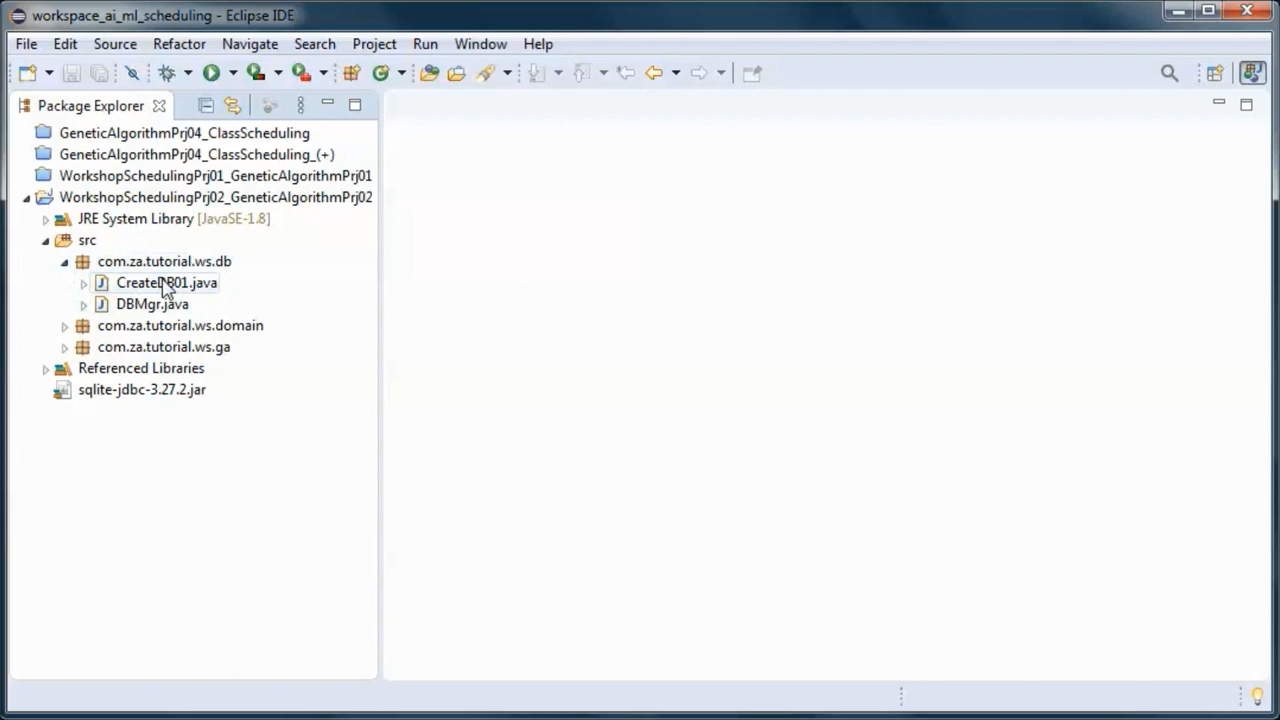 workspace_ai_ml_scheduling - Eclipse IDE
File Edit Source Refactor Navigate Search Project Run Window Help
Package Explorer
GeneticAlgorithmPrj04_ClassScheduling
GeneticAlgorithmPrj04_ClassScheduling_(+)
WorkshopSchedulingPrj01_GeneticAlgorithmPrj01
WorkshopSchedulingPrj02_GeneticAlgorithmPrj02
JRE System Library [JavaSE-1.8]
src
com.za.tutorial.ws.db
CreateDB01.java
DBMgr.java
com.za.tutorial.ws.domain
com.za.tutorial.ws.ga
Referenced Libraries
sqlite-jdbc-3.27.2.jar